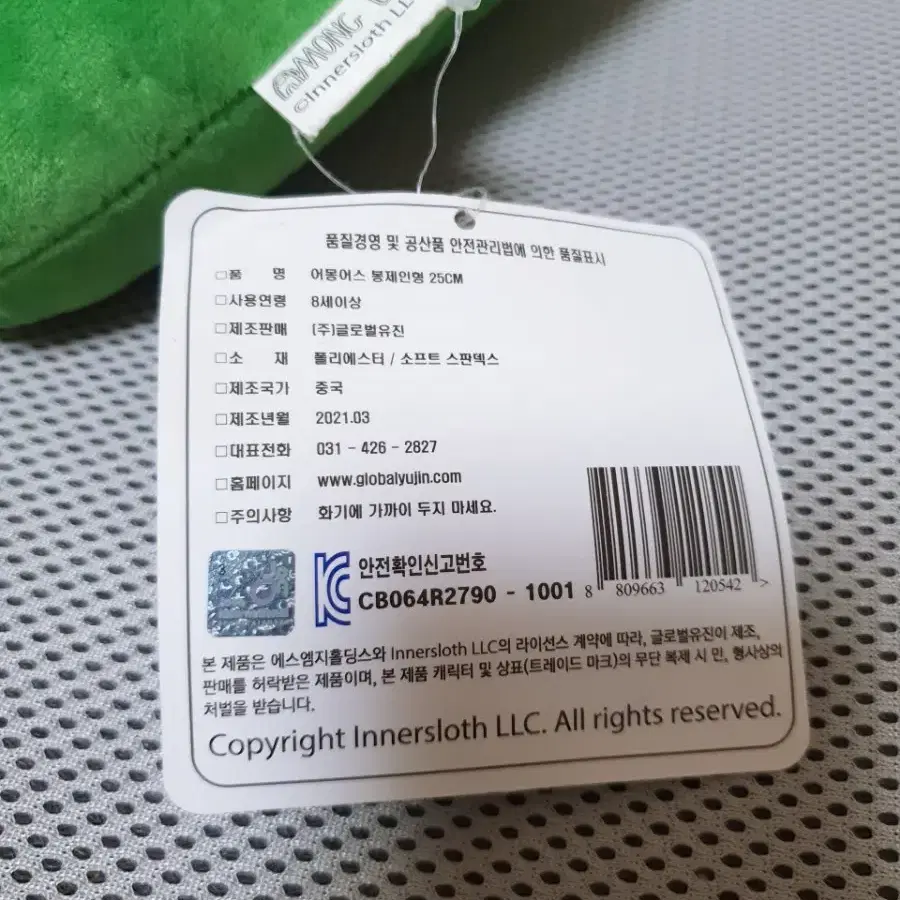 AMONG
©Innersloth LL
품질경영 및 공산품 안전관리법에 의한 품질표시
□품 명 어몽어스 봉제인형 25CM
□사용연령 8세이상
□제조판매 (주)글로벌유진
□소 재 폴리에스터 / 소프트 스판덱스
□제조국가 중국
□제조년월 2021.03
□대표전화 031 - 426 - 2827
□홈페이지 www.globalyujin.com
□주의사항 화기에 가까이 두지 마세요.
안전확인신고번호
CB064R2790 - 1001
8 809663 120542 >
본 제품은 에스엠지홀딩스와 Innersloth LLC의 라이선스 계약에 따라, 글로벌유진이 제조,
판매를 허락받은 제품이며, 본 제품 캐릭터 및 상표(트레이드 마크)의 무단 복제 시 민, 형사상의
처벌을 받습니다.
Copyright Innersloth LLC. All rights reserved.